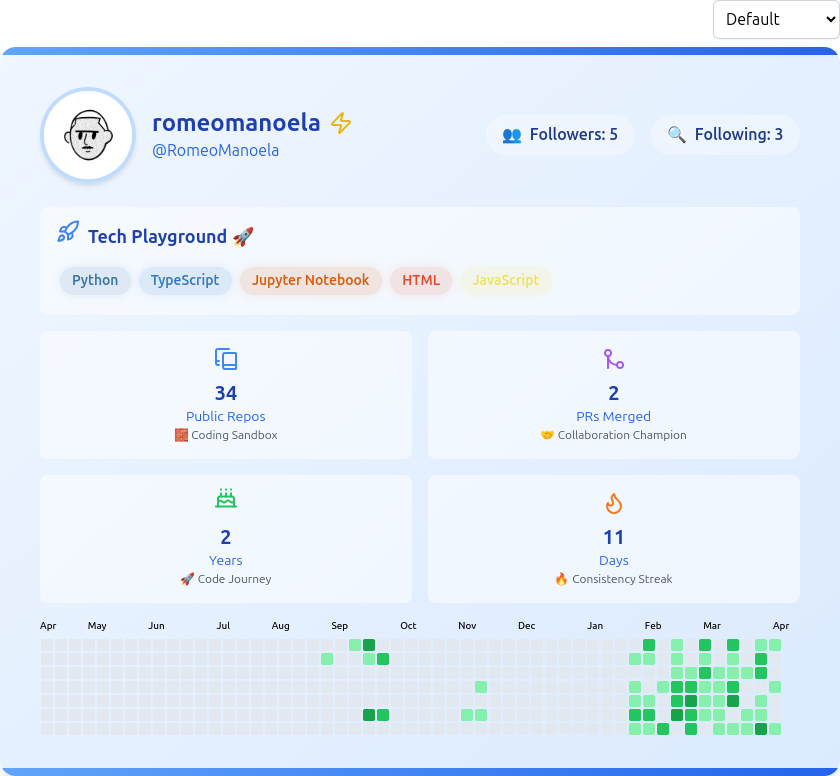 Default
romeomanoela ⚡
@RomeoManoela
👥 Followers: 5
🔍 Following: 3
Tech Playground 🚀
Python TypeScript Jupyter Notebook HTML JavaScript
34
Public Repos
🧱 Coding Sandbox
2
PRs Merged
🤝 Collaboration Champion
2
Years
🚀 Code Journey
11
Days
🔥 Consistency Streak
Apr May Jun Jul Aug Sep Oct Nov Dec Jan Feb Mar Apr